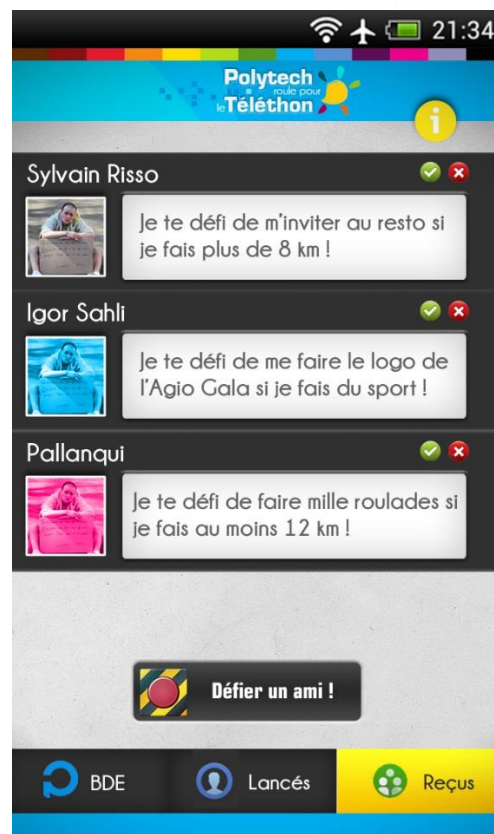 21:34
Polytech
roule pour
le Téléthon
i
Sylvain Risso
Je te défi de m'inviter au resto si
je fais plus de 8 km !
Igor Sahli
Je te défi de me faire le logo de
l'Agio Gala si je fais du sport !
Pallanqui
Je te défi de faire mille roulades si
je fais au moins 12 km !
Défier un ami !
BDE
Lancés
Reçus